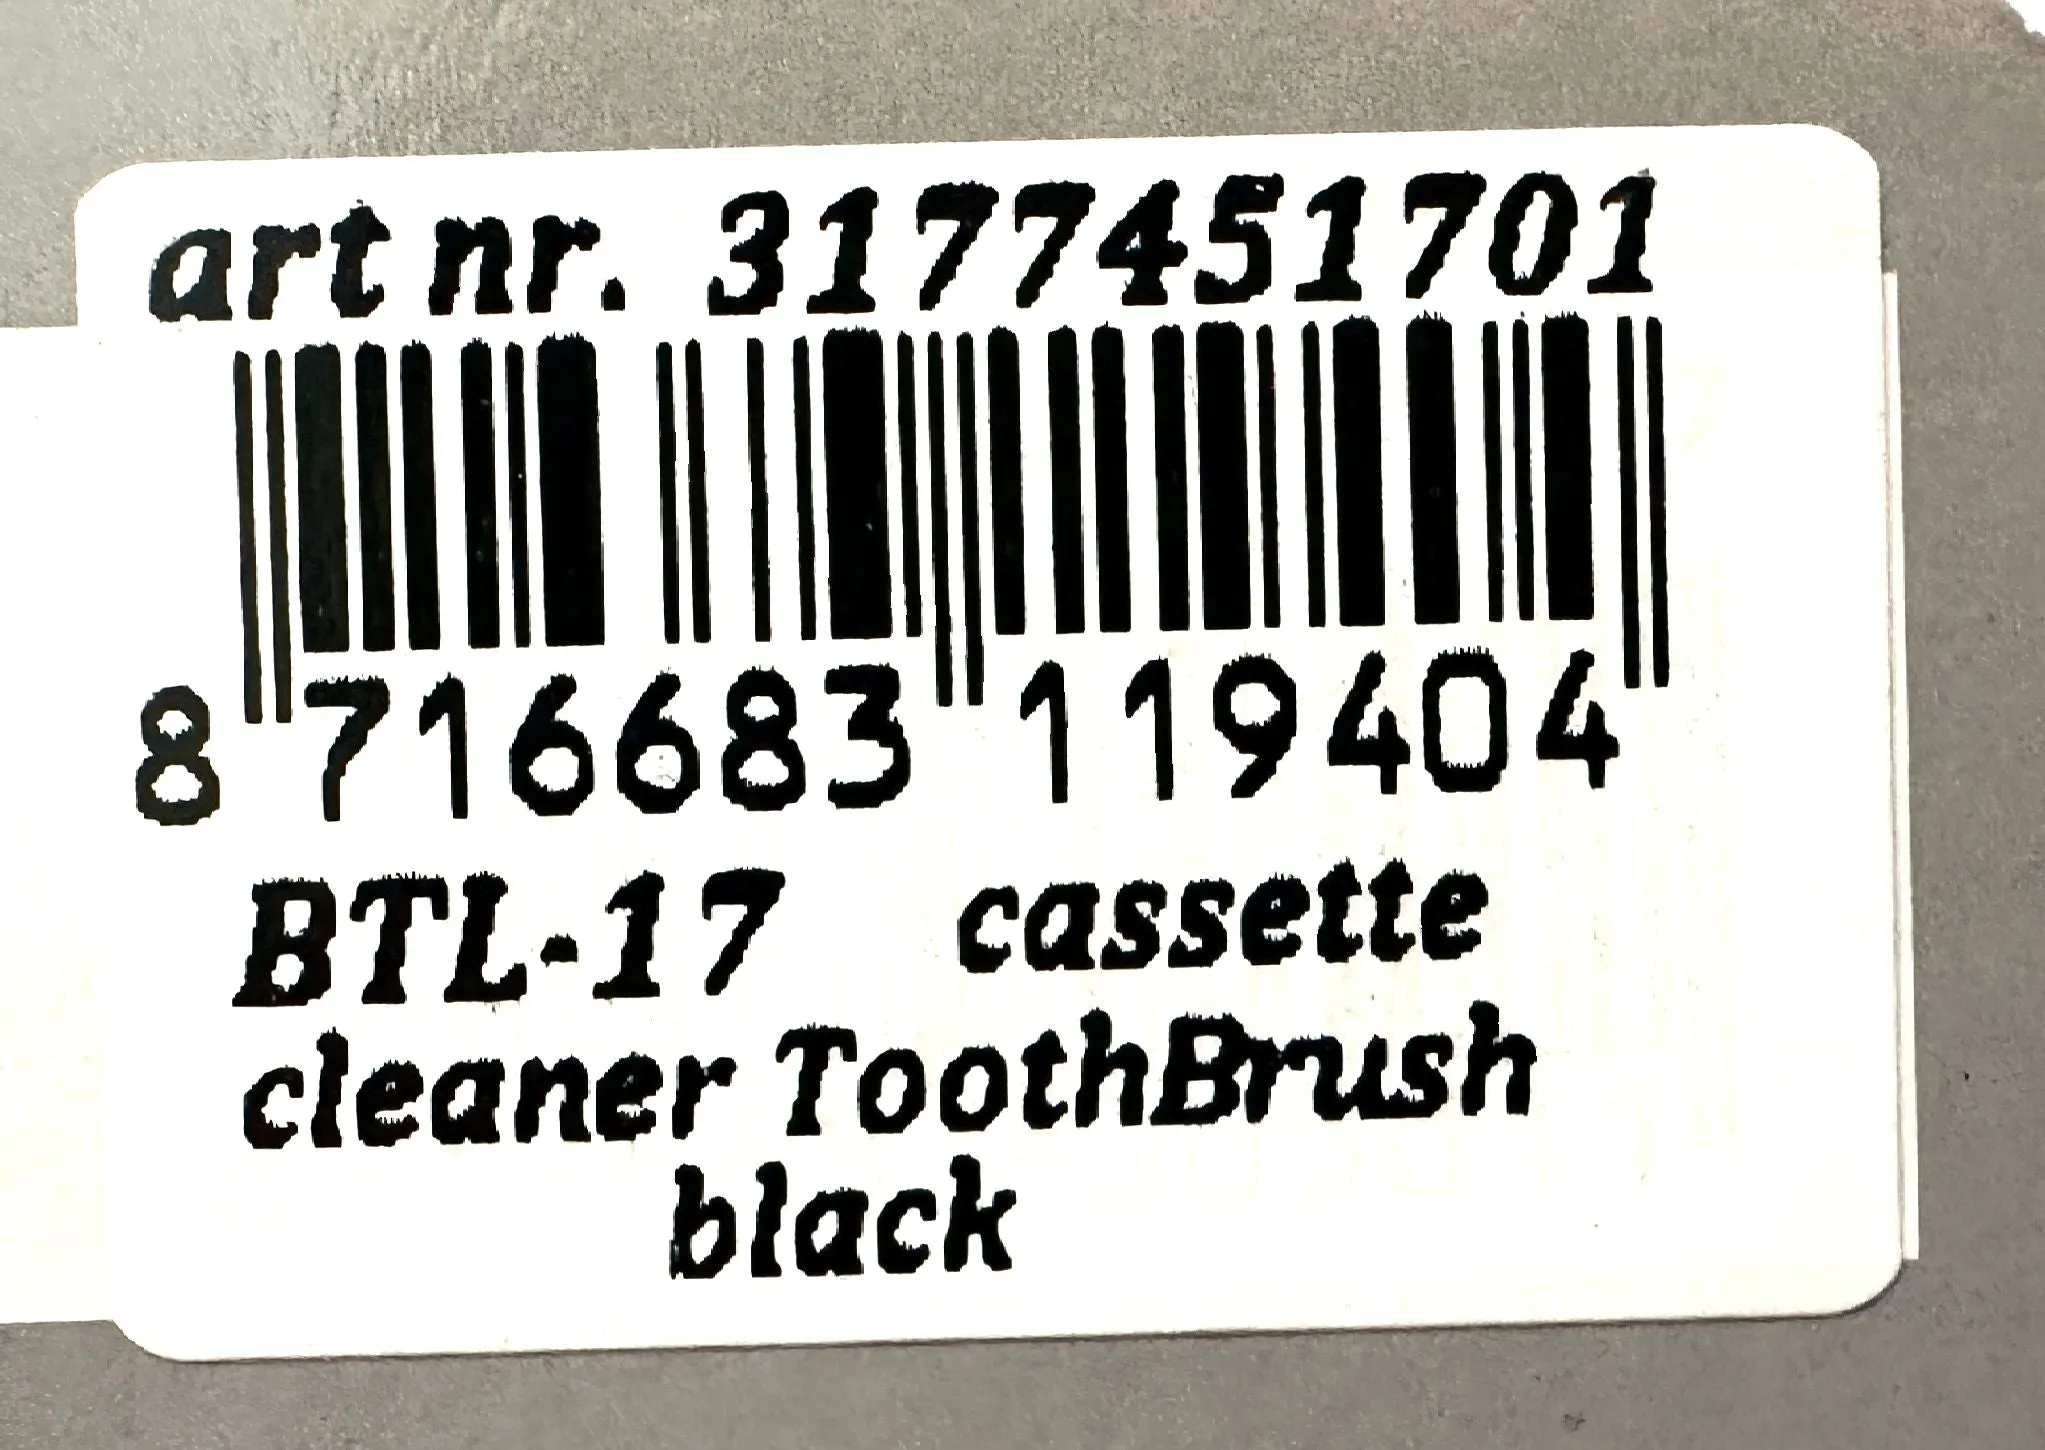 art nr. 3177451701
8 716683 119404
BTL-17 cassette
cleaner ToothBrush
black